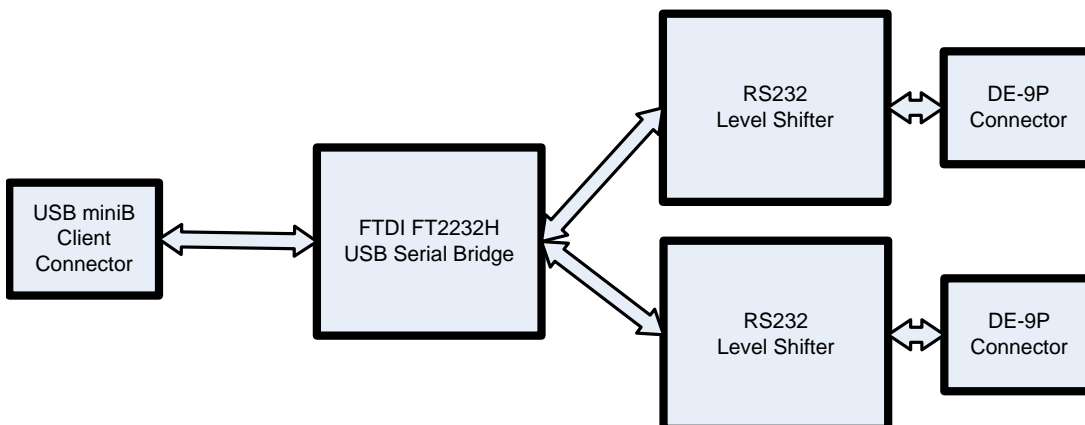 USB miniB
Client
Connector
FTDI FT2232H
USB Serial Bridge
RS232
Level Shifter
DE-9P
Connector
RS232
Level Shifter
DE-9P
Connector